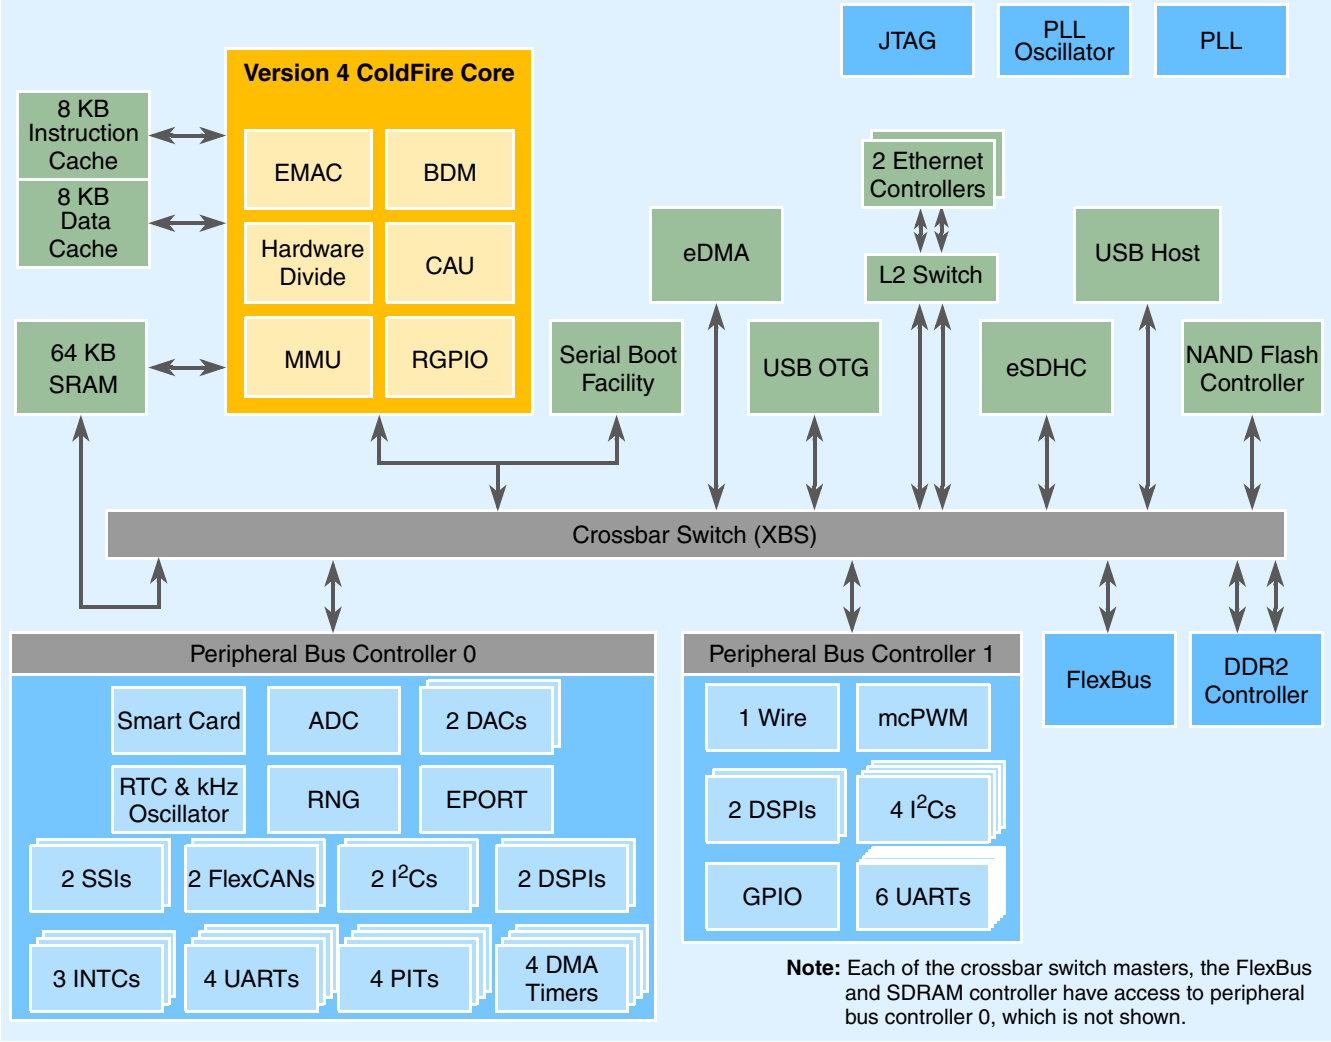 JTAG
PLL
Oscillator
PLL
Version 4 ColdFire Core
8 KB
Instruction
Cache
8 KB
Data
Cache
EMAC
BDM
Hardware
Divide
CAU
MMU
RGPIO
64 KB
SRAM
Serial Boot
Facility
eDMA
USB OTG
2 Ethernet
Controllers
L2 Switch
eSDHC
USB Host
NAND Flash
Controller
Crossbar Switch (XBS)
Peripheral Bus Controller 0
Smart Card
ADC
2 DACs
RTC & kHz
Oscillator
RNG
EPORT
2 SSIs
2 FlexCANs
2 I²Cs
2 DSPIs
3 INTCs
4 UARTs
4 PITs
4 DMA
Timers
Peripheral Bus Controller 1
1 Wire
mcPWM
2 DSPIs
4 I²Cs
GPIO
6 UARTs
FlexBus
DDR2
Controller
Note: Each of the crossbar switch masters, the FlexBus
and SDRAM controller have access to peripheral
bus controller 0, which is not shown.